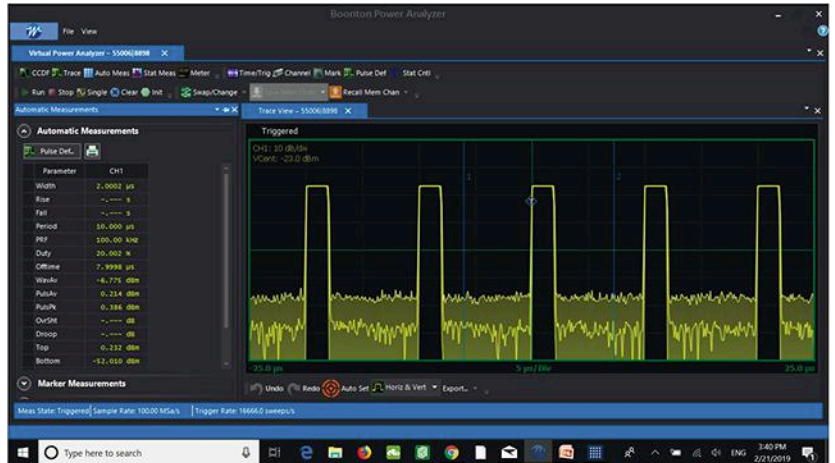 Boonton Power Analyzer
File View
Virtual Power Analyzer - 55006|8898 X
CCDF Trace Auto Meas Stat Meas Meter Time/Trig Channel Mark Pulse Def Stat Cntl
Run Stop Single Clear Init Swap/Change Recall Mem Chan
Automatic Measurements
Trace View - 55006|8898 X
Automatic Measurements
Triggered
Pulse Def..
CH1: 10 dB/div
VCent: -23.0 dBm
Parameter CH1
Width 2.0002 µs
Rise -.--- s
Fall -.--- s
Period 10.000 µs
PRF 100.00 kHz
Duty 20.002 %
Offtime 7.9998 µs
WavAv -6.775 dBm
PulsAv 0.214 dBm
PulsPk 0.386 dBm
OvrSht -.--- dB
Droop -.--- dB
Top 0.232 dBm
Bottom -52.010 dBm
1
2
-25.0 µs 5 µs/Div 25.0 µs
Marker Measurements
Undo Redo Auto Set Horiz & Vert Export..
Meas State: Triggered Sample Rate: 100.00 MSa/s Trigger Rate: 16666.0 sweeps/s
Type here to search
ENG
3:40 PM
2/21/2019